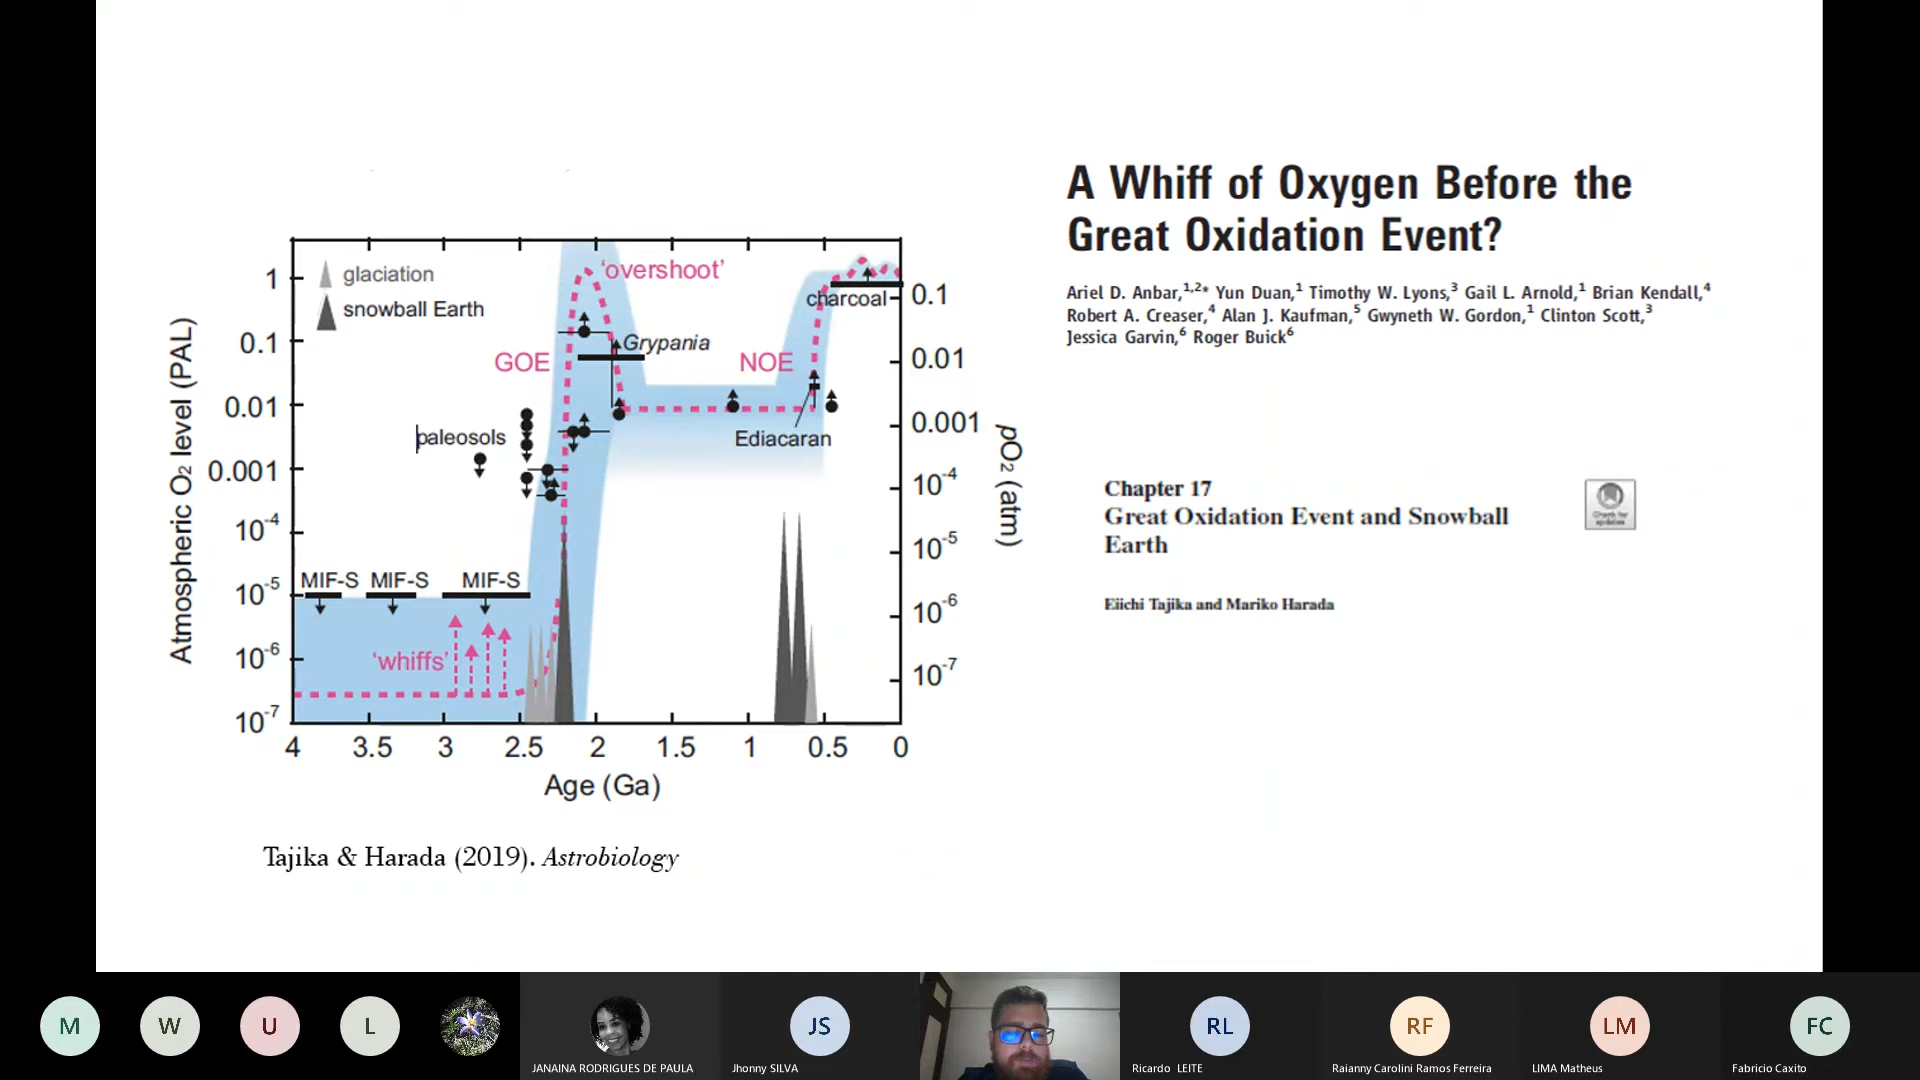 A Whiff of Oxygen Before the
Great Oxidation Event?
Ariel D. Anbar,1,2* Yun Duan,1 Timothy W. Lyons,3 Gail L. Arnold,1 Brian Kendall,4
Robert A. Creaser,4 Alan J. Kaufman,5 Gwyneth W. Gordon,1 Clinton Scott,3
Jessica Garvin,6 Roger Buick6
glaciation
snowball Earth
'overshoot'
charcoal
Grypania
GOE
NOE
paleosols
Ediacaran
MIF-S MIF-S MIF-S
'whiffs'
Atmospheric O2 level (PAL)
1
0.1
0.01
0.001
10-4
10-5
10-6
10-7
pO2 (atm)
0.1
0.01
0.001
10-4
10-5
10-6
10-7
4 3.5 3 2.5 2 1.5 1 0.5 0
Age (Ga)
Chapter 17
Great Oxidation Event and Snowball
Earth
Check for
updates
Eiichi Tajika and Mariko Harada
Tajika & Harada (2019). Astrobiology
M W U L JS RL RF LM FC
JANAINA RODRIGUES DE PAULA
Jhonny SILVA
Ricardo LEITE
Raianny Carolini Ramos Ferreira
LIMA Matheus
Fabricio Caxito